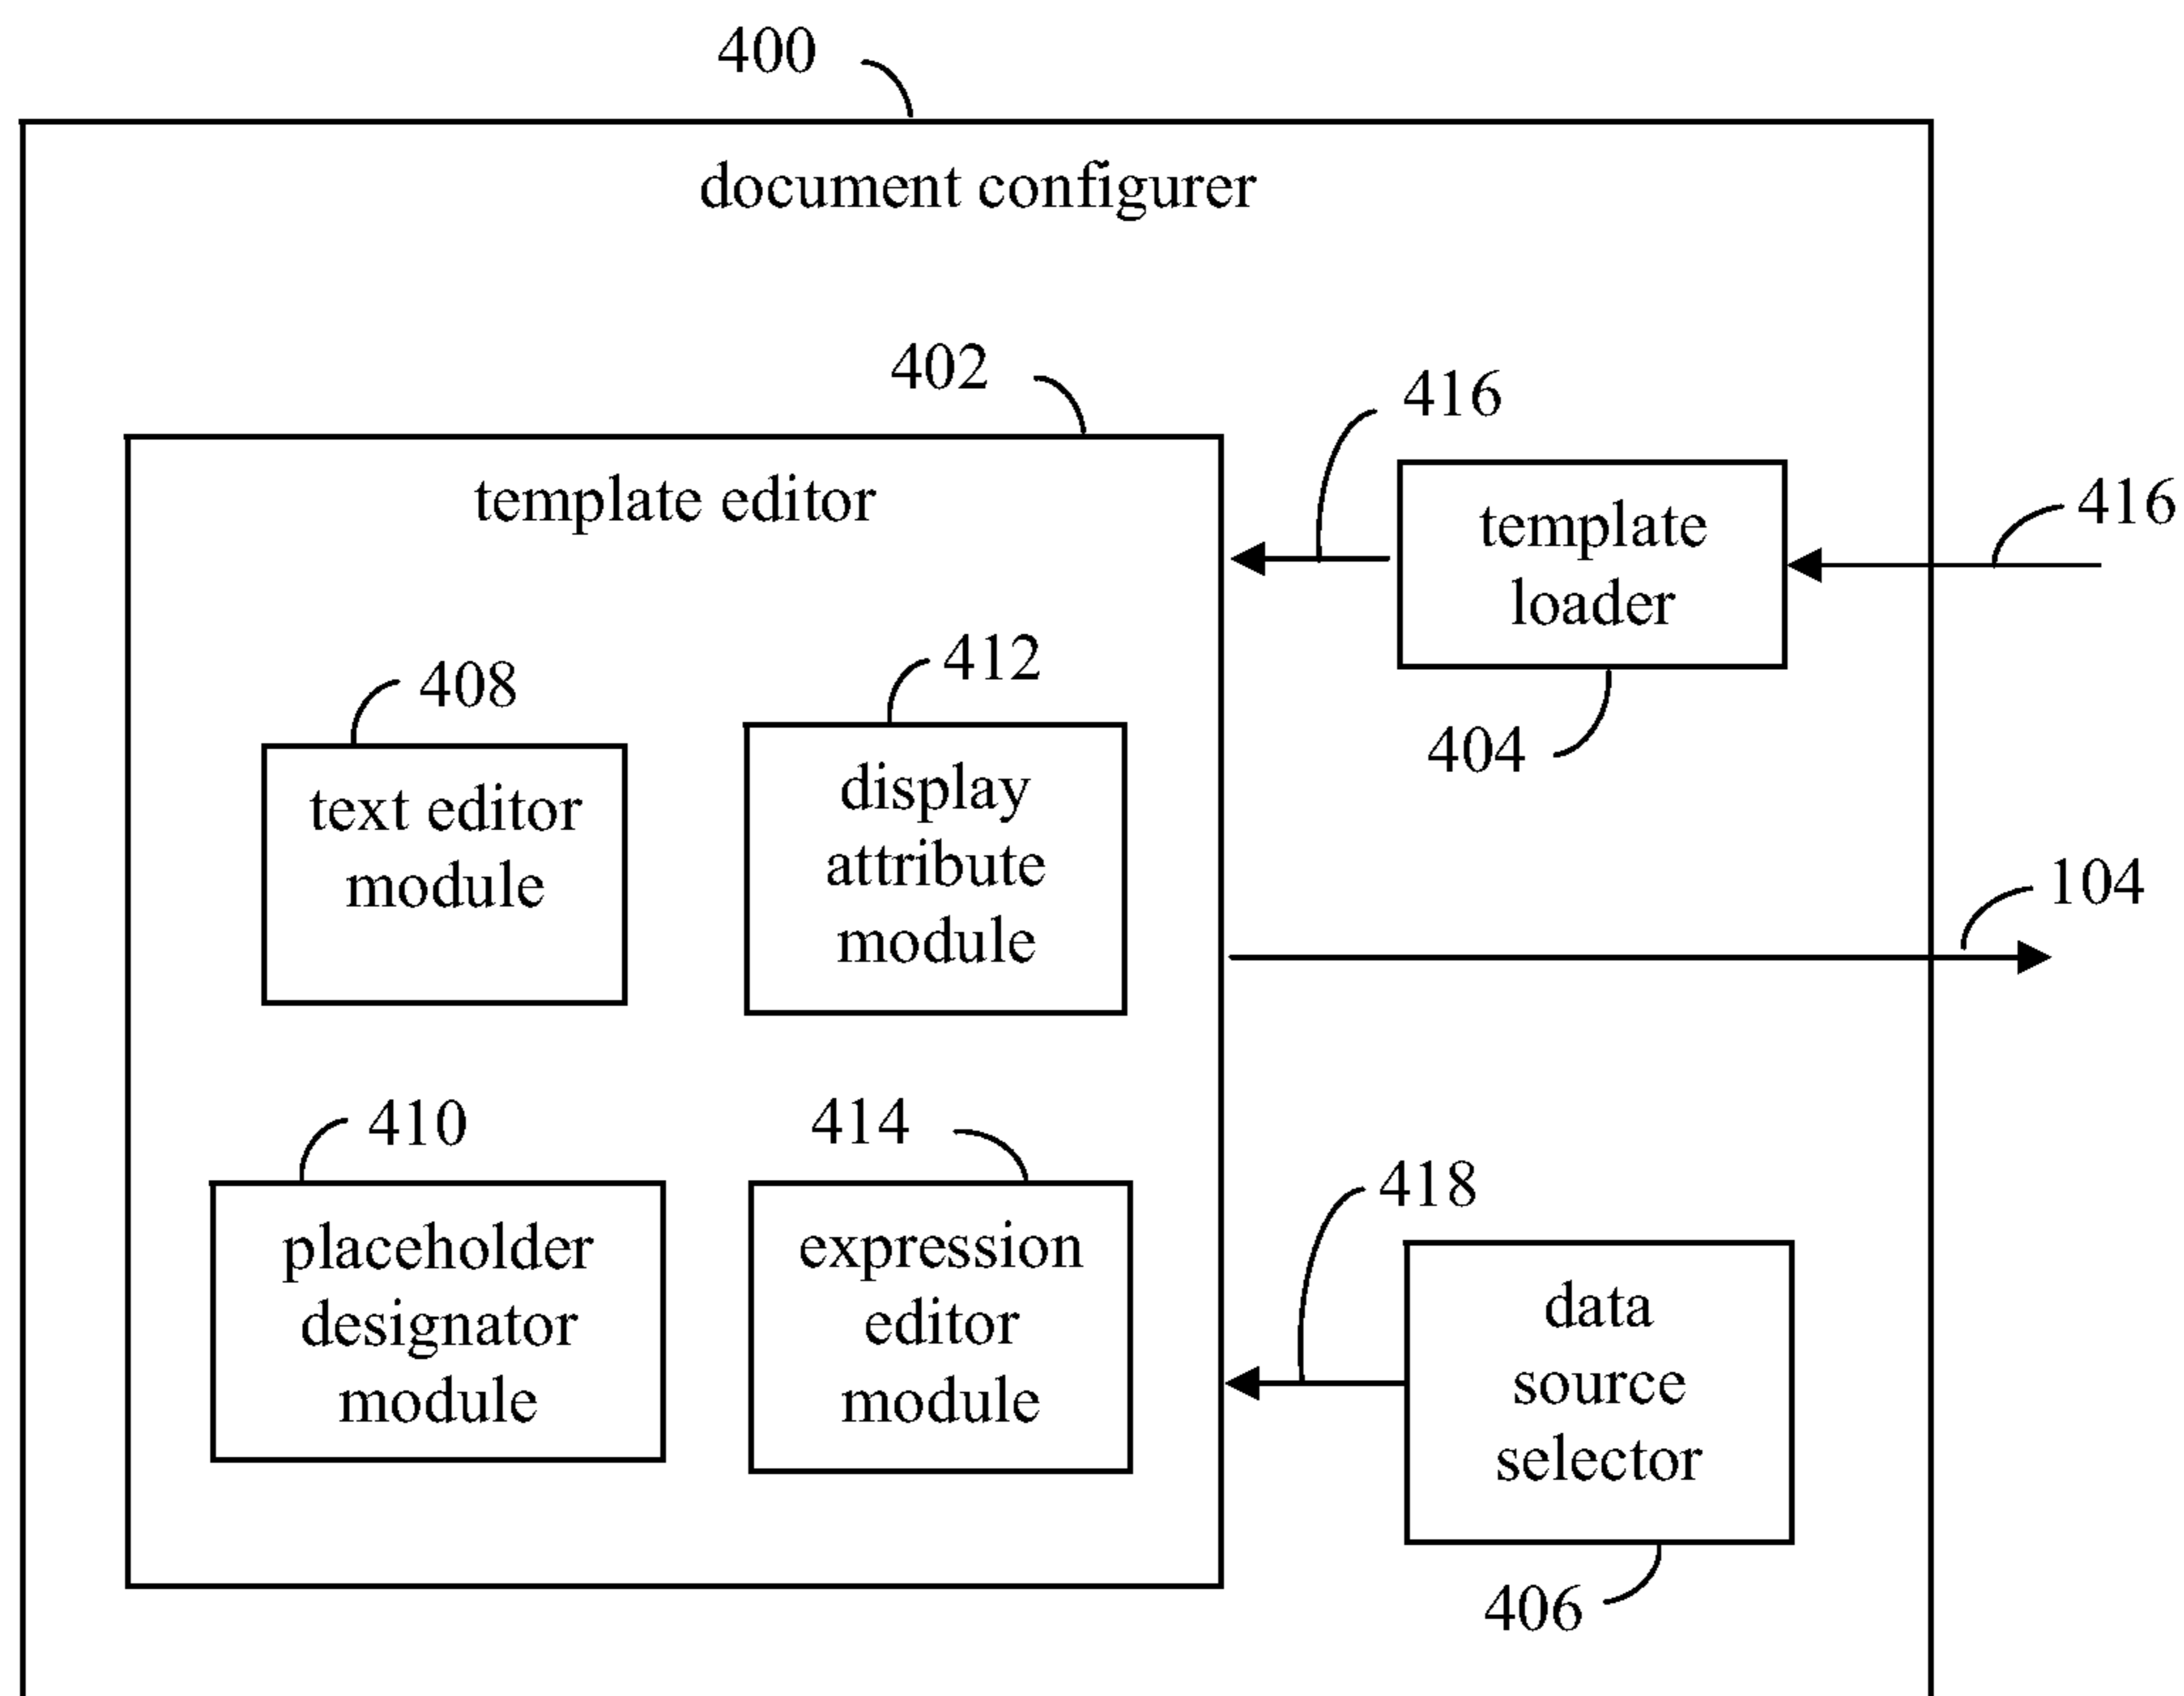 400
document configurer
402
template editor
416
template
loader
416
404
408
text editor
module
412
display
attribute
module
104
410
placeholder
designator
module
414
expression
editor
module
418
data
source
selector
406